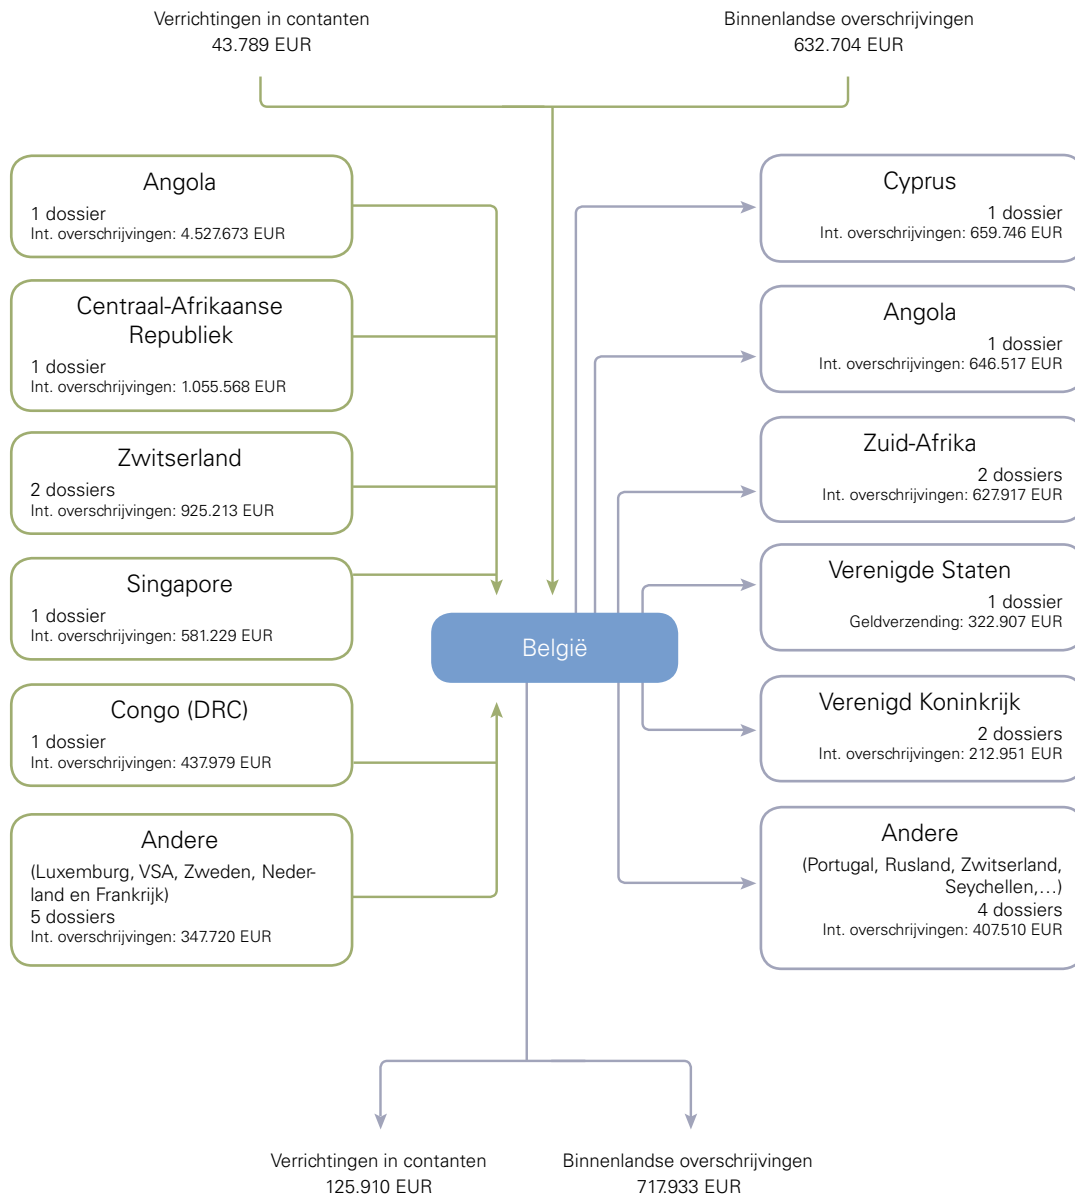 Verrichtingen in contanten
43.789 EUR
Binnenlandse overschrijvingen
632.704 EUR
Angola
1 dossier
Int. overschrijvingen: 4.527.673 EUR
Centraal-Afrikaanse
Republiek
1 dossier
Int. overschrijvingen: 1.055.568 EUR
Zwitserland
2 dossiers
Int. overschrijvingen: 925.213 EUR
Singapore
1 dossier
Int. overschrijvingen: 581.229 EUR
Congo (DRC)
1 dossier
Int. overschrijvingen: 437.979 EUR
Andere
(Luxemburg, VSA, Zweden, Neder-
land en Frankrijk)
5 dossiers
Int. overschrijvingen: 347.720 EUR
België
Cyprus
1 dossier
Int. overschrijvingen: 659.746 EUR
Angola
1 dossier
Int. overschrijvingen: 646.517 EUR
Zuid-Afrika
2 dossiers
Int. overschrijvingen: 627.917 EUR
Verenigde Staten
1 dossier
Geldverzending: 322.907 EUR
Verenigd Koninkrijk
2 dossiers
Int. overschrijvingen: 212.951 EUR
Andere
(Portugal, Rusland, Zwitserland,
Seychellen,…)
4 dossiers
Int. overschrijvingen: 407.510 EUR
Verrichtingen in contanten
125.910 EUR
Binnenlandse overschrijvingen
717.933 EUR